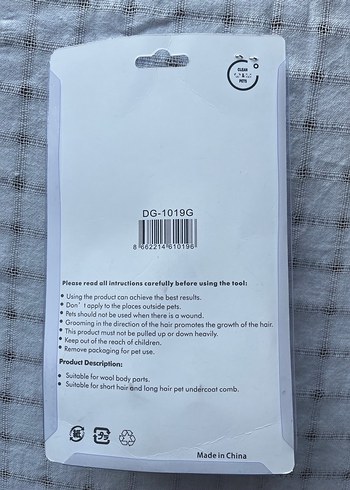 CLEAR
&
PETS
DG-1019G
8 662214 610196
Please read all intructions carefully before using the tool:
• Using the product can achieve the best results.
• Don' t apply to the places outside pets.
• Pets should not be used when there is a wound.
• Grooming in the direction of the hair promotes the growth of the hair.
• This product must not be pulled up or down heavily.
• Keep out of the reach of children.
• Remove packaging for pet use.
Product Description:
• Suitable for wool body parts.
• Suitable for short hair and long hair pet undercoat comb.
Made in China